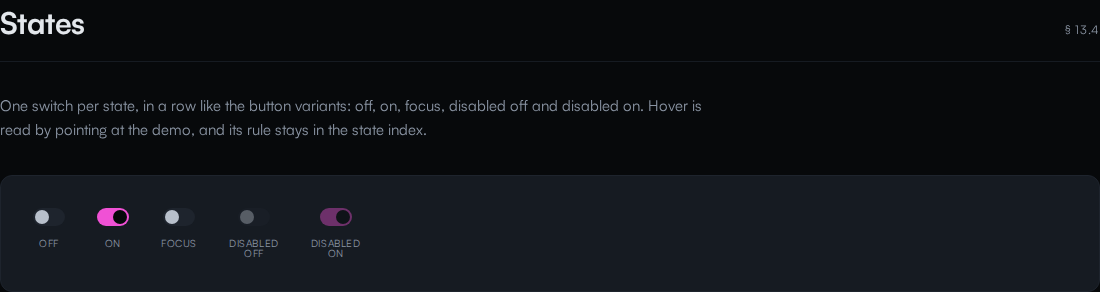 States
§ 13.4
One switch per state, in a row like the button variants: off, on, focus, disabled off and disabled on. Hover is
read by pointing at the demo, and its rule stays in the state index.
OFF
ON
FOCUS
DISABLED
OFF
DISABLED
ON